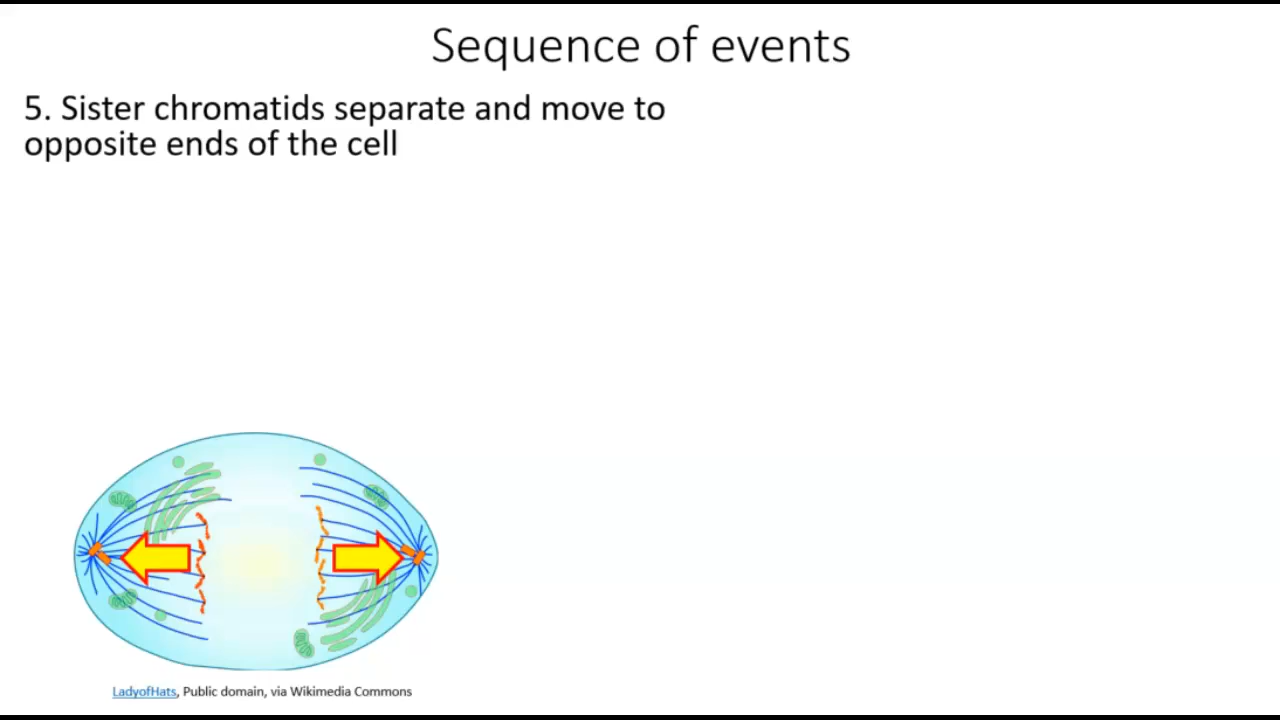 Sequence of events
5. Sister chromatids separate and move to
opposite ends of the cell
LadyofHats, Public domain, via Wikimedia Commons